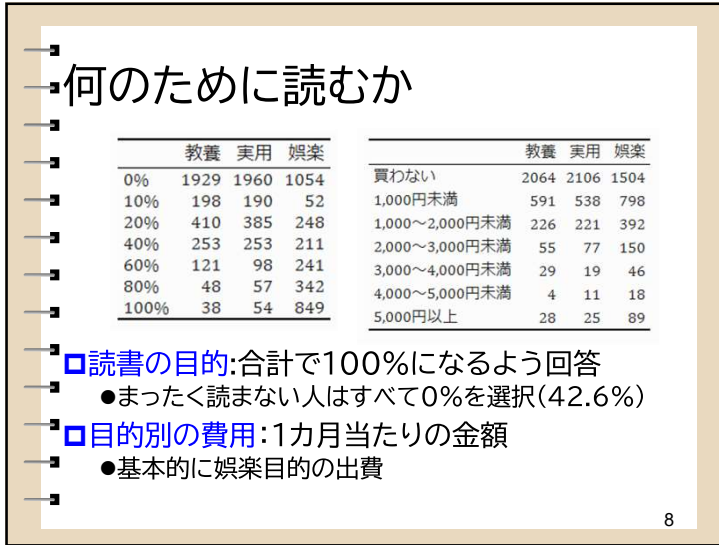 何のために読むか
教養 実用 娯楽
0% 1929 1960 1054
10% 198 190 52
20% 410 385 248
40% 253 253 211
60% 121 98 241
80% 48 57 342
100% 38 54 849
教養 実用 娯楽
買わない 2064 2106 1504
1,000円未満 591 538 798
1,000～2,000円未満 226 221 392
2,000～3,000円未満 55 77 150
3,000～4,000円未満 29 19 46
4,000～5,000円未満 4 11 18
5,000円以上 28 25 89
読書の目的:合計で100%になるよう回答
●まったく読まない人はすべて0%を選択(42.6%)
目的別の費用：1カ月当たりの金額
●基本的に娯楽目的の出費
8